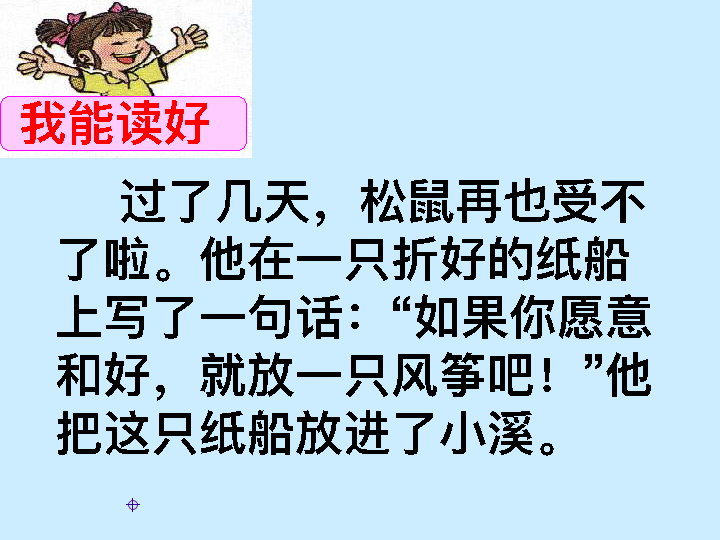 我能读好
过了几天，松鼠再也受不
了啦。他在一只折好的纸船
上写了一句话：“如果你愿意
和好，就放一只风筝吧！”他
把这只纸船放进了小溪。